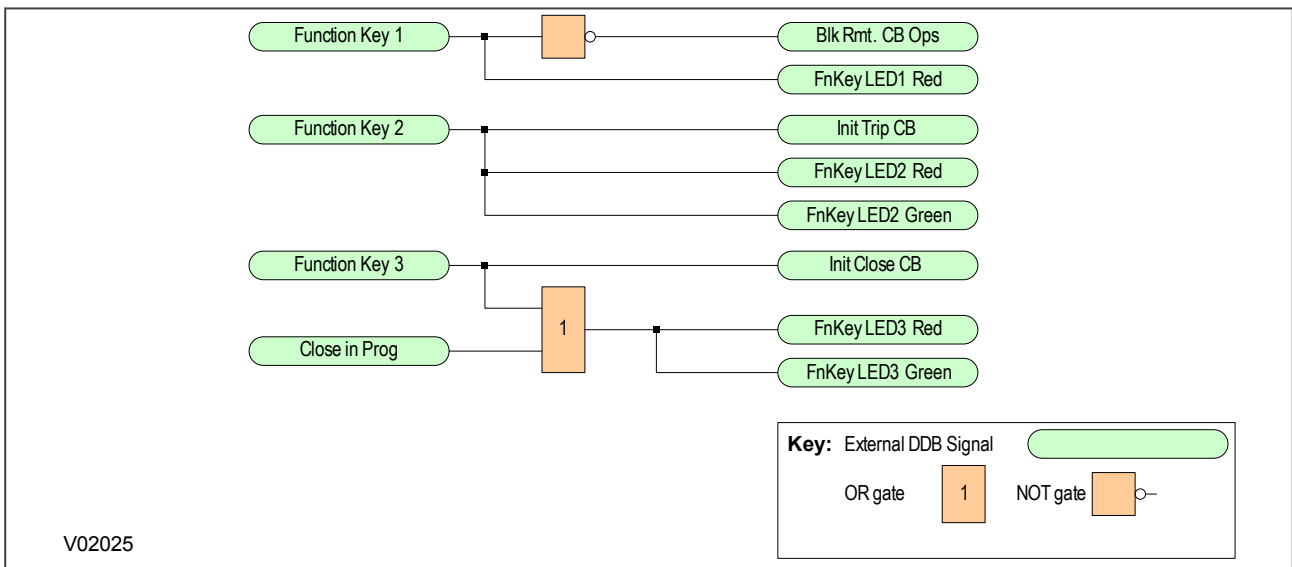 Function Key 1
Blk Rmt. CB Ops
FnKey LED1 Red
Function Key 2
Init Trip CB
FnKey LED2 Red
FnKey LED2 Green
Function Key 3
Init Close CB
1
FnKey LED3 Red
Close in Prog
FnKey LED3 Green
Key: External DDB Signal
OR gate 1 NOT gate
V02025